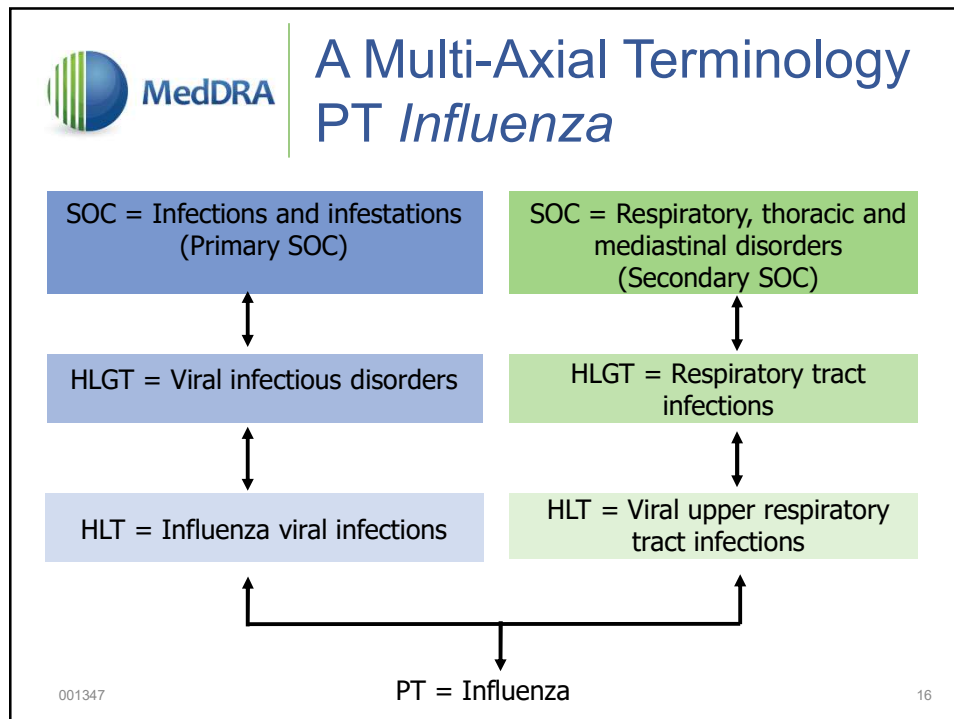 MedDRA
A Multi-Axial Terminology
PT Influenza
SOC = Infections and infestations
(Primary SOC)
SOC = Respiratory, thoracic and
mediastinal disorders
(Secondary SOC)
HLGT = Viral infectious disorders
HLGT = Respiratory tract
infections
HLT = Influenza viral infections
HLT = Viral upper respiratory
tract infections
PT = Influenza
001347
16